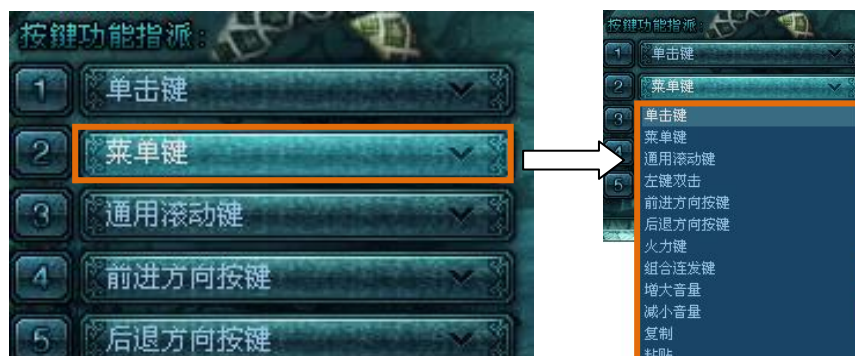 按键功能指派:
1 单击键
2 菜单键
3 通用滚动键
4 前进方向按键
5 后退方向按键
按键功能指派:
1 单击键
2 菜单键
3 单击键
菜单键
4 通用滚动键
5 左键双击
前进方向按键
后退方向按键
火力键
组合连发键
增大音量
减小音量
复制
粘贴